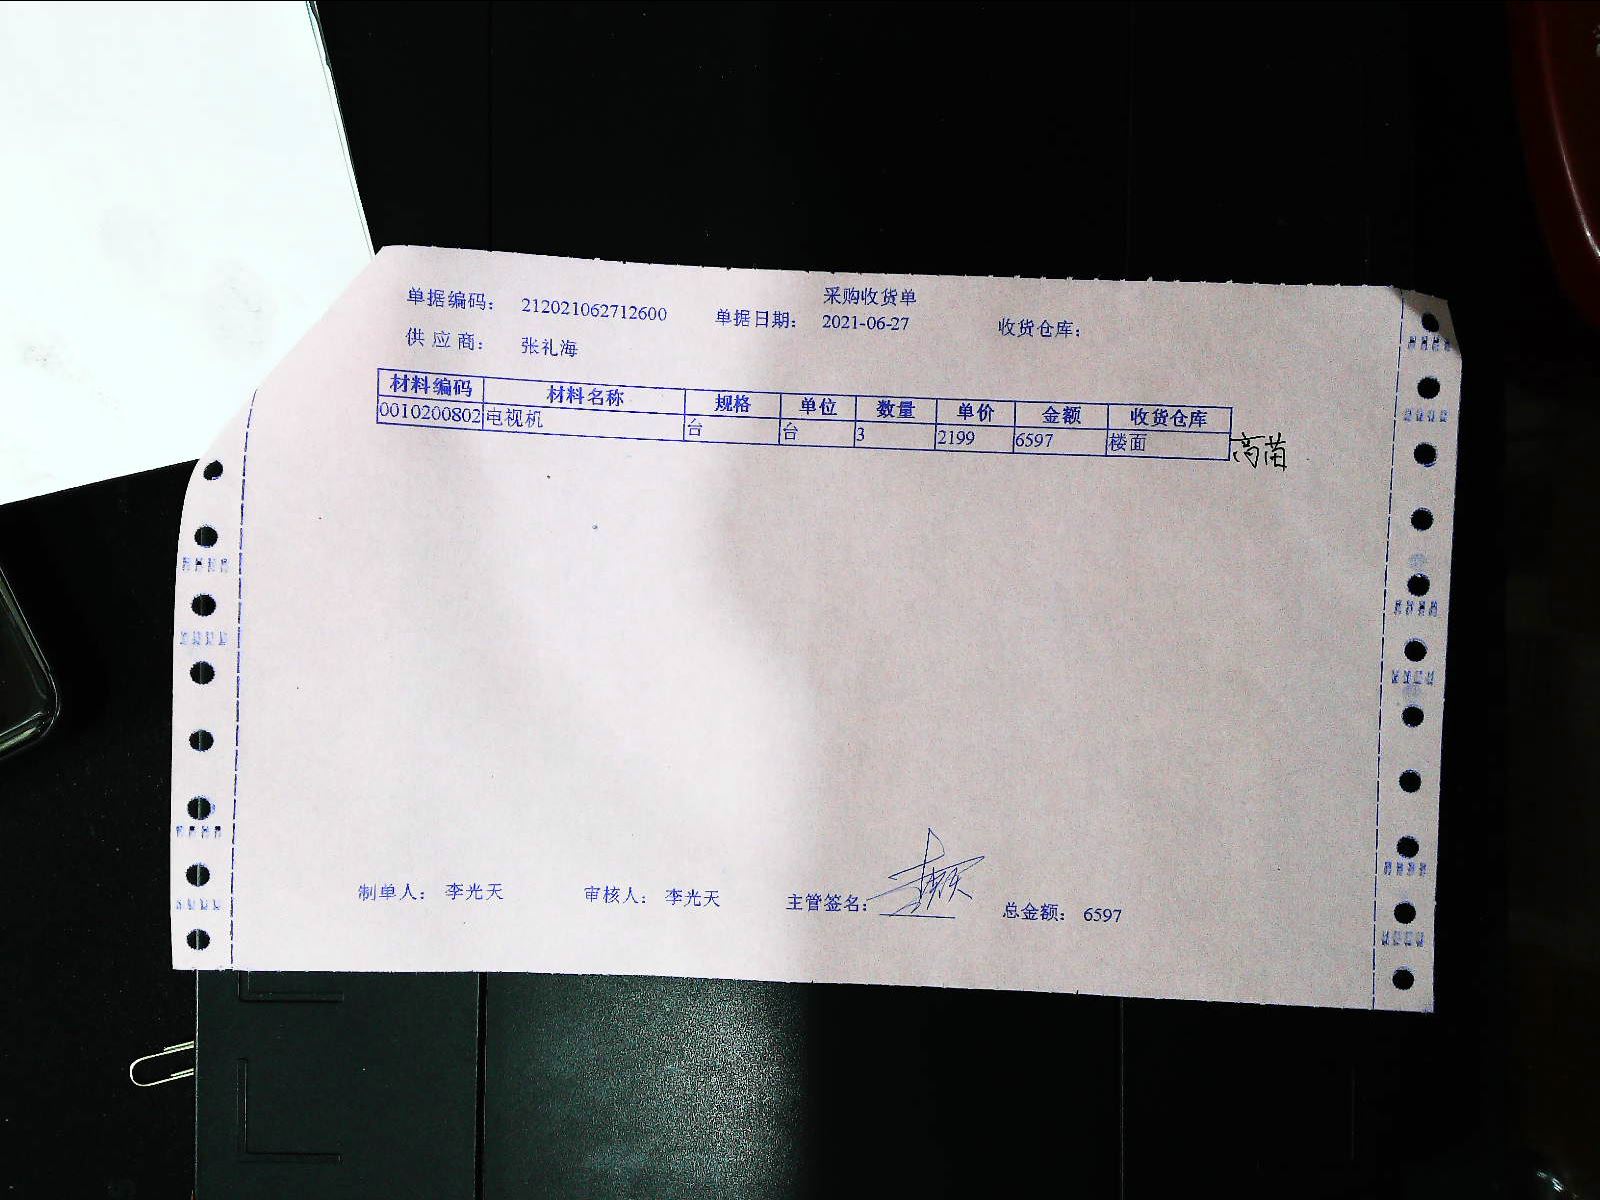 采购收货单
单据编码： 212021062712600 单据日期： 2021-06-27 收货仓库：
供 应 商： 张礼海
材料编码 材料名称 规格 单位 数量 单价 金额 收货仓库
0010200802 电视机 台 台 3 2199 6597 楼面 高苗
制单人： 李光天 审核人： 李光天 主管签名： 总金额： 6597